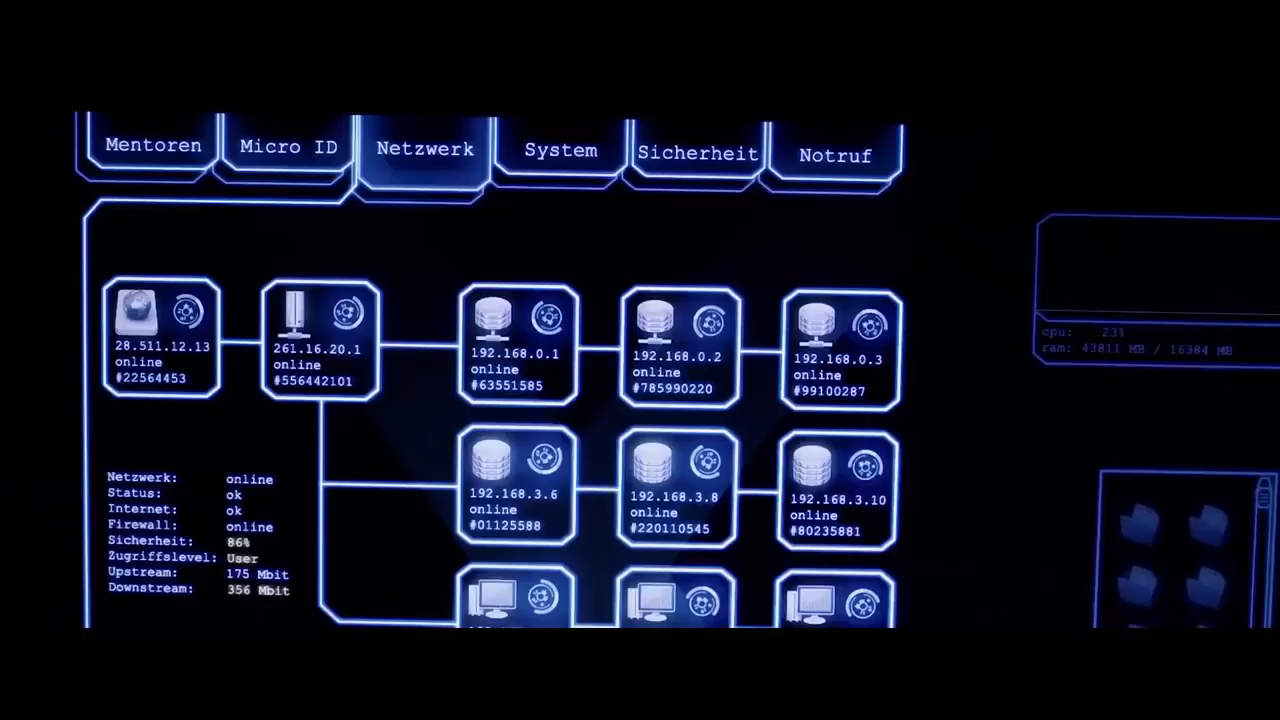 Mentoren
Micro ID
Netzwerk
System
Sicherheit
Notruf
28.511.12.13
online
#22564453
261.16.20.1
online
#556442101
192.168.0.1
online
#63551585
192.168.0.2
online
#785990220
192.168.0.3
online
#99100287
cpu: 23%
ram: 43811 MB / 16384 MB
192.168.3.6
online
#01125588
192.168.3.8
online
#220110545
192.168.3.10
online
#80235881
Netzwerk: online
Status: ok
Internet: ok
Firewall: online
Sicherheit: 86%
Zugriffslevel: User
Upstream: 175 Mbit
Downstream: 356 Mbit